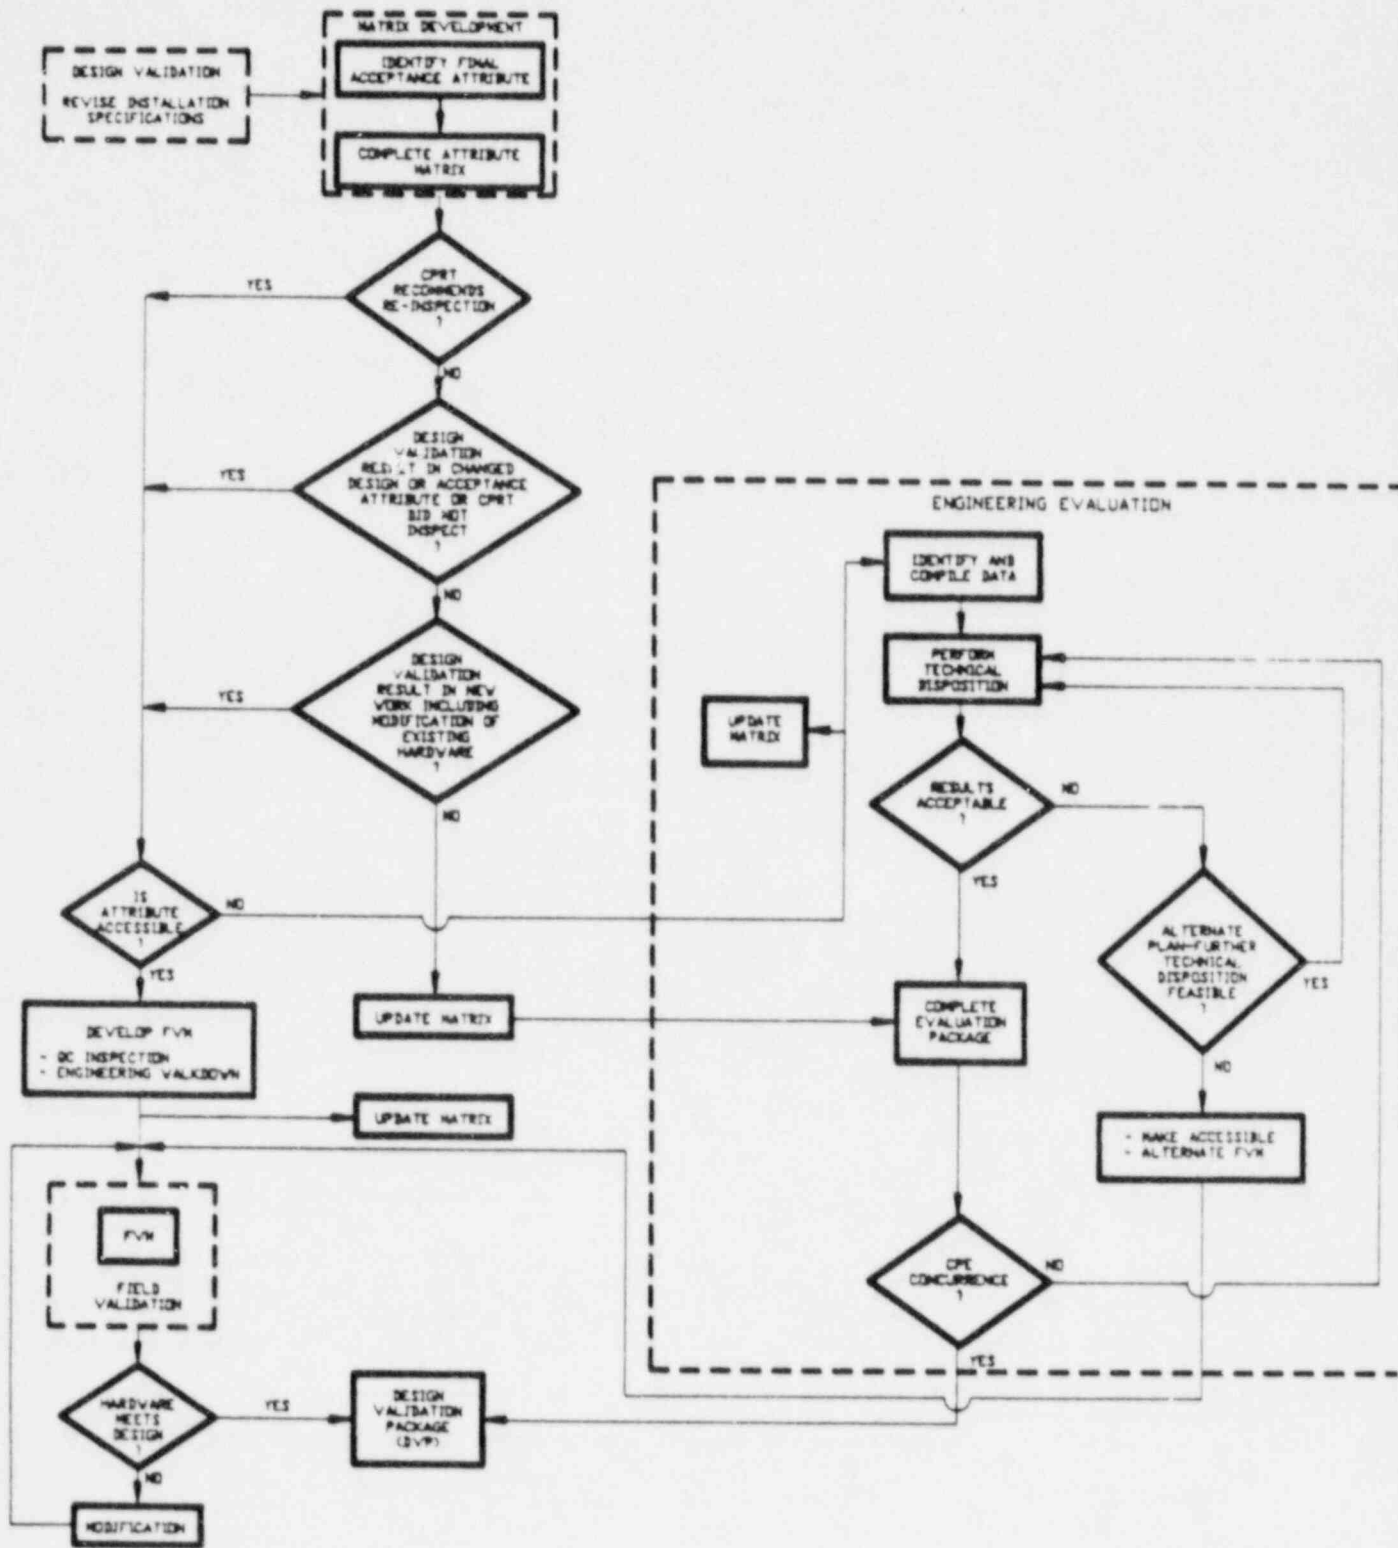 MATRIX DEVELOPMENT
IDENTIFY FINAL
ACCEPTANCE ATTRIBUTE
DESIGN VALIDATION
REVISE INSTALLATION
SPECIFICATIONS
COMPLETE ATTRIBUTE
MATRIX
CPRT
RECOMMENDS
RE-INSPECTION
?
YES
NO
DESIGN
VALIDATION
RESULT IN CHANGED
DESIGN OR ACCEPTANCE
ATTRIBUTE OR CPRT
DID NOT
INSPECT
?
YES
NO
DESIGN
VALIDATION
RESULT IN NEW
WORK INCLUDING
MODIFICATION OF
EXISTING
HARDWARE
?
YES
NO
IS
ATTRIBUTE
ACCESSIBLE
?
NO
YES
DEVELOP FVM
- QC INSPECTION
- ENGINEERING WALKDOWN
UPDATE MATRIX
UPDATE MATRIX
FVM
FIELD
VALIDATION
HARDWARE
MEETS
DESIGN
?
YES
NO
MODIFICATION
DESIGN
VALIDATION
PACKAGE
(DVP)
ENGINEERING EVALUATION
IDENTIFY AND
COMPILE DATA
PERFORM
TECHNICAL
DISPOSITION
UPDATE
MATRIX
RESULTS
ACCEPTABLE
?
NO
YES
ALTERNATE
PLAN-FURTHER
TECHNICAL
DISPOSITION
FEASIBLE
?
YES
NO
COMPLETE
EVALUATION
PACKAGE
- MAKE ACCESSIBLE
- ALTERNATE FVM
CPE
CONCURRENCE
?
NO
YES